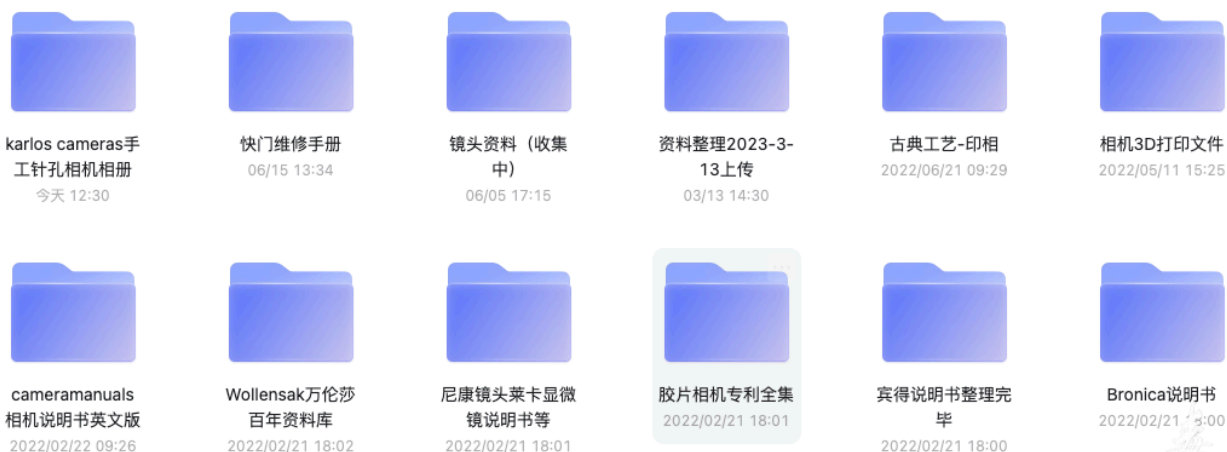 karlos cameras手
工针孔相机相册
今天 12:30
快门维修手册
06/15 13:34
镜头资料（收集
中）
06/05 17:15
资料整理2023-3-
13上传
03/13 14:30
古典工艺-印相
2022/06/21 09:29
相机3D打印文件
2022/05/11 15:25
cameramanuals
相机说明书英文版
2022/02/22 09:26
Wollensak万伦莎
百年资料库
2022/02/21 18:02
尼康镜头莱卡显微
镜说明书等
2022/02/21 18:01
胶片相机专利全集
2022/02/21 18:01
宾得说明书整理完
毕
2022/02/21 18:00
Bronica说明书
2022/02/21 18:00